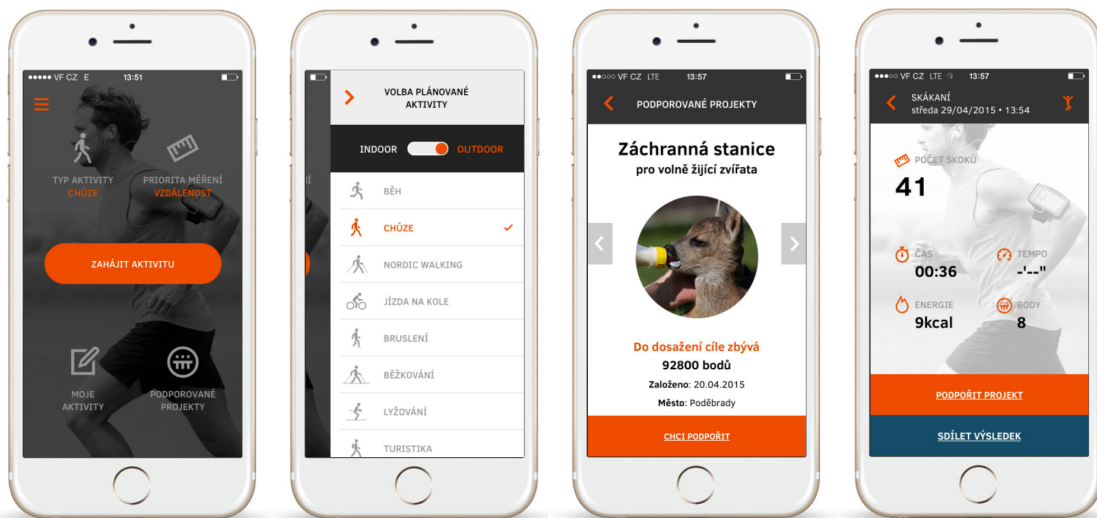 VF CZ E 13:51
TYP AKTIVITY
CHŮZE
PRIORITA MĚŘENÍ
VZDÁLENOST
ZAHÁJIT AKTIVITU
MOJE
AKTIVITY
PODPOROVANÉ
PROJEKTY
VOLBA PLÁNOVANÉ
AKTIVITY
INDOOR OUTDOOR
BĚH
CHŮZE
NORDIC WALKING
JÍZDA NA KOLE
BRUSLENÍ
BĚŽKOVÁNÍ
LYŽOVÁNÍ
TURISTIKA
VF CZ LTE 13:57
PODPOROVANÉ PROJEKTY
Záchranná stanice
pro volně žijící zvířata
Do dosažení cíle zbývá
92800 bodů
Založeno: 20.04.2015
Město: Poděbrady
CHCI PODPOŘIT
VF CZ LTE 13:57
SKÁKANÍ
středa 29/04/2015 • 13:54
POČET SKOKŮ
41
ČAS
00:36
TEMPO
-'--"
ENERGIE
9kcal
BODY
8
PODPOŘIT PROJEKT
SDÍLET VÝSLEDEK